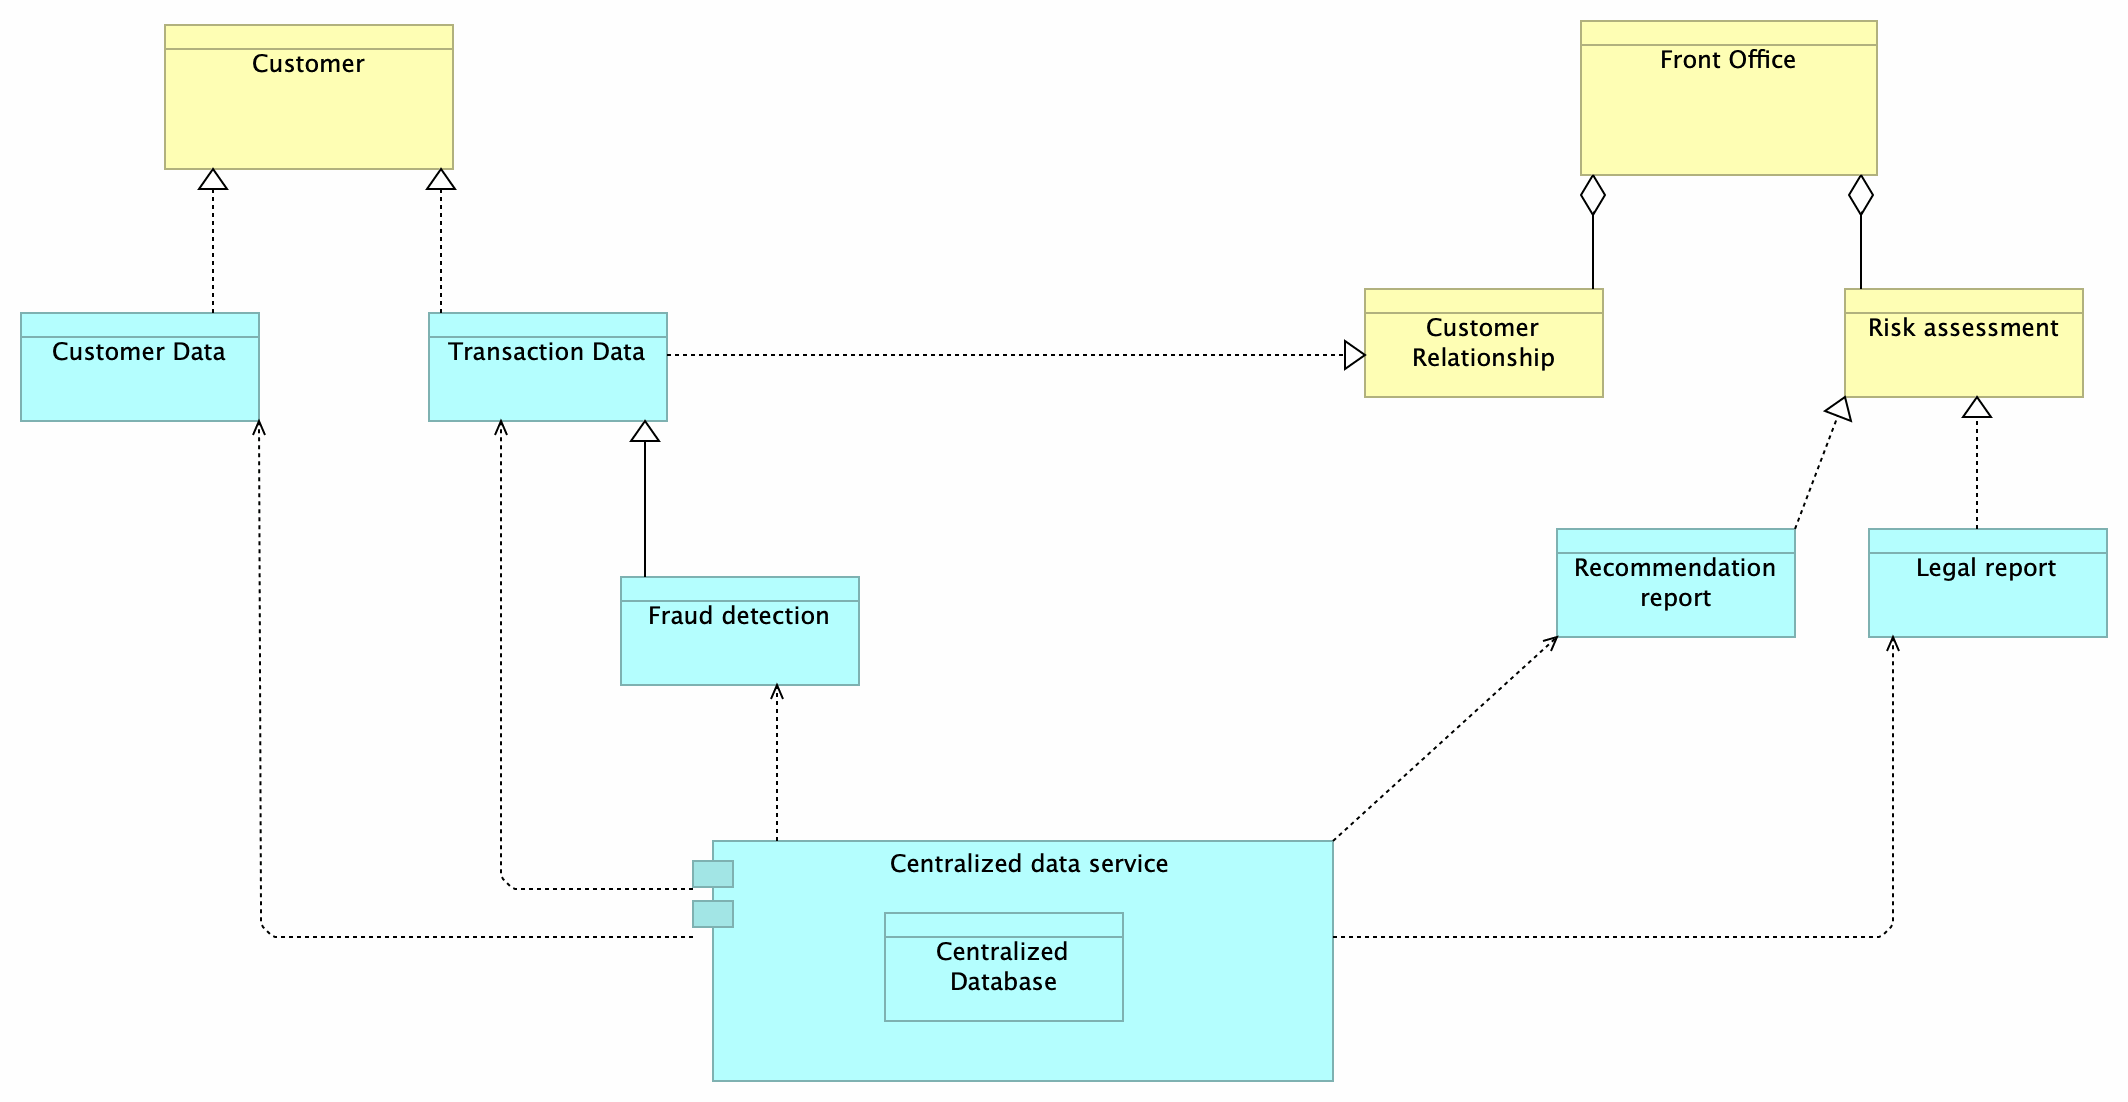 Customer
Front Office
Customer Data
Transaction Data
Customer
Relationship
Risk assessment
Fraud detection
Recommendation
report
Legal report
Centralized data service
Centralized
Database